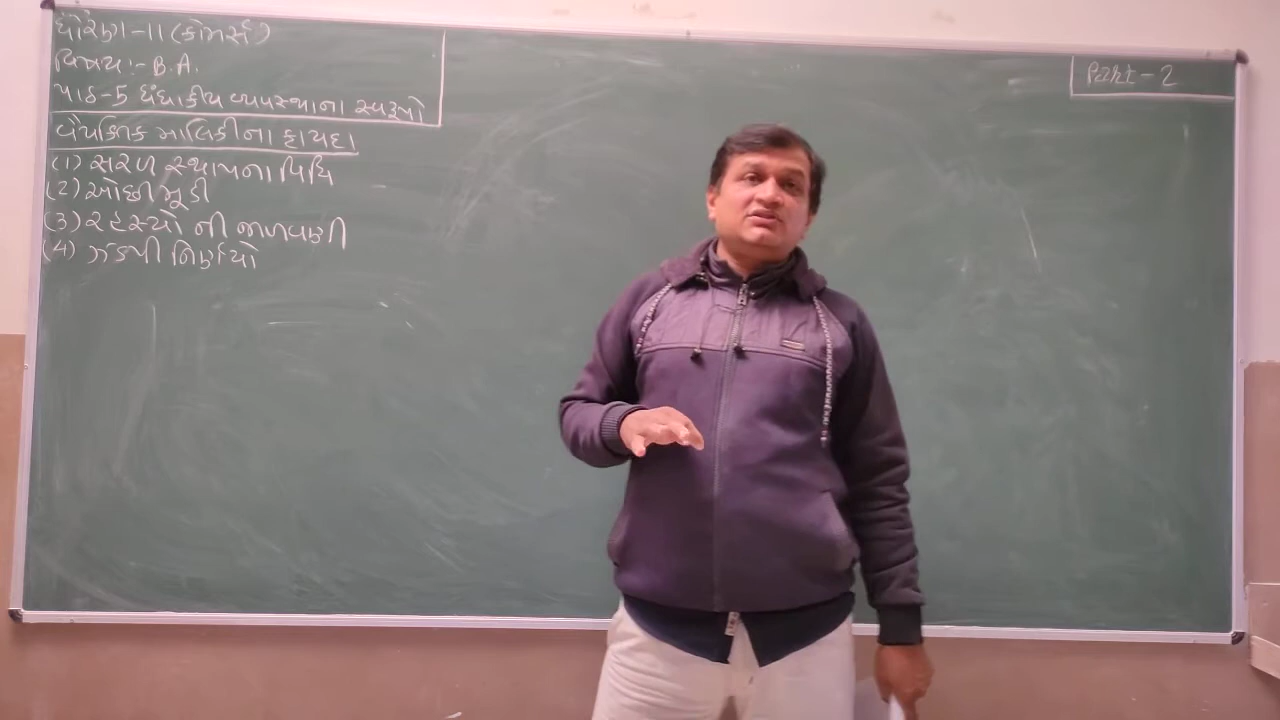 ધોરણ-11 (કોમર્સ)
વિષય:- B.A.
પાઠ-5 ધંધાકીય વ્યવસ્થાના સ્વરૂપો
વૈયક્તિક માલિકીના ફાયદા
(1) સરળ સ્થાપનાવિધિ
(2) ઓછી મૂડી
(3) રહસ્યો ની જાળવણી
(4) ઝડપી નિર્ણયો
Part-2